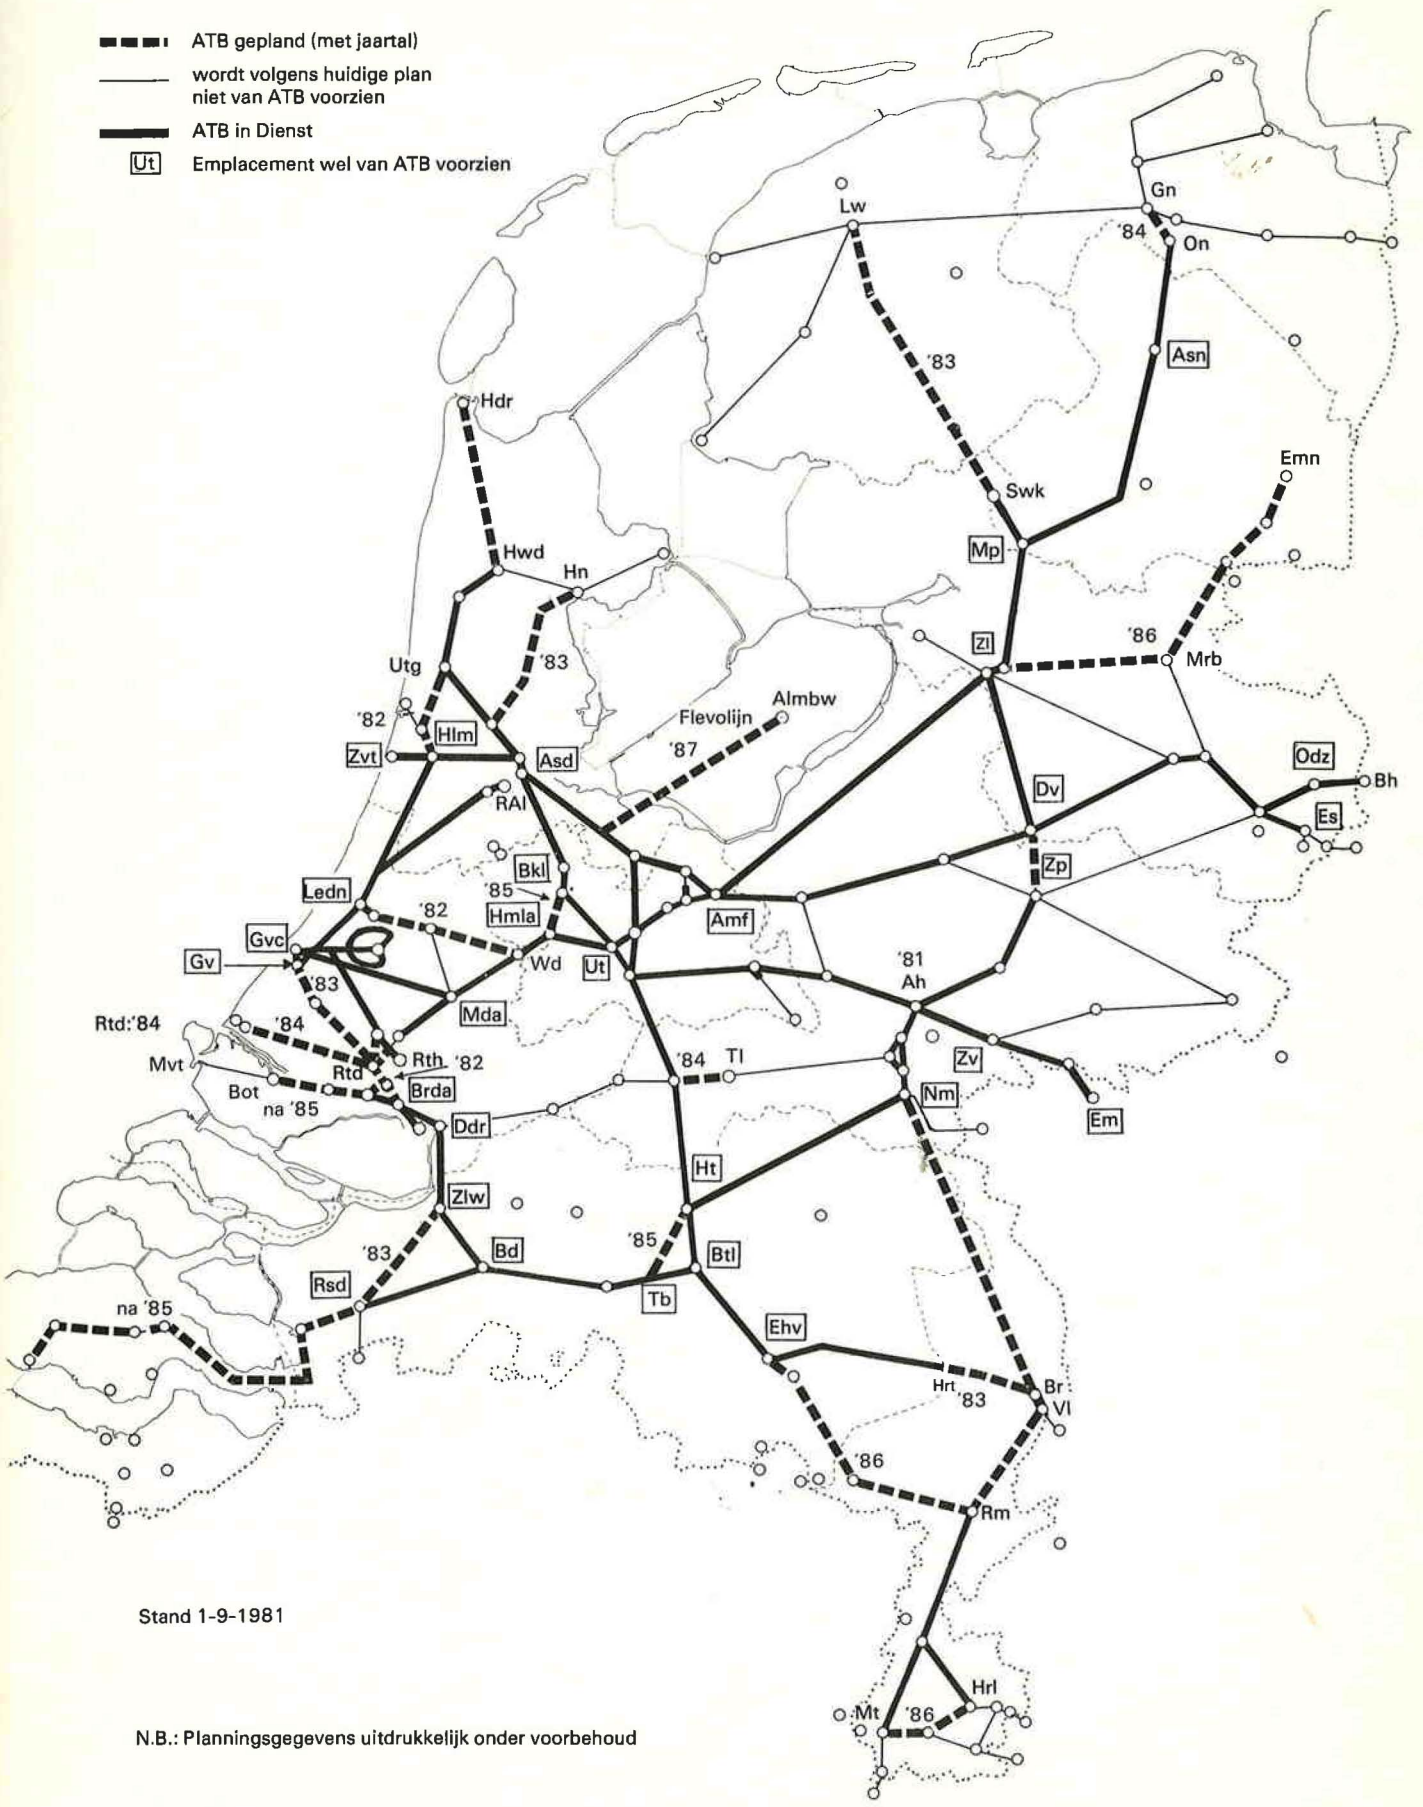 ATB gepland (met jaartal)
wordt volgens huidige plan
niet van ATB voorzien
ATB in Dienst
Ut Emplacement wel van ATB voorzien
Lw
Gn
'84
On
'83
Asn
Hdr
Emn
Swk
Hwd
Mp
Hn
'86
Zl
Mrb
Utg
'83
Almbw
Flevolijn
'82
Hlm
'87
Zvt
Asd
Odz
Bh
RAI
Dv
Es
Bkl
Zp
Ledn
'85
'82
Hmla
Amf
Gvc
Gv
Wd
Ut
'81
Ah
'83
Mda
Rtd:'84
'84
Mvt
Rth
'82
'84
Tl
Zv
Rtd
Bot
Brda
na '85
Nm
Em
Ddr
Ht
Zlw
'83
Bd
'85
Btl
Rsd
Tb
na '85
Ehv
Hrt
'83
Br
Vl
'86
Rm
Stand 1-9-1981
Hrl
Mt
'86
N.B.: Planningsgegevens uitdrukkelijk onder voorbehoud